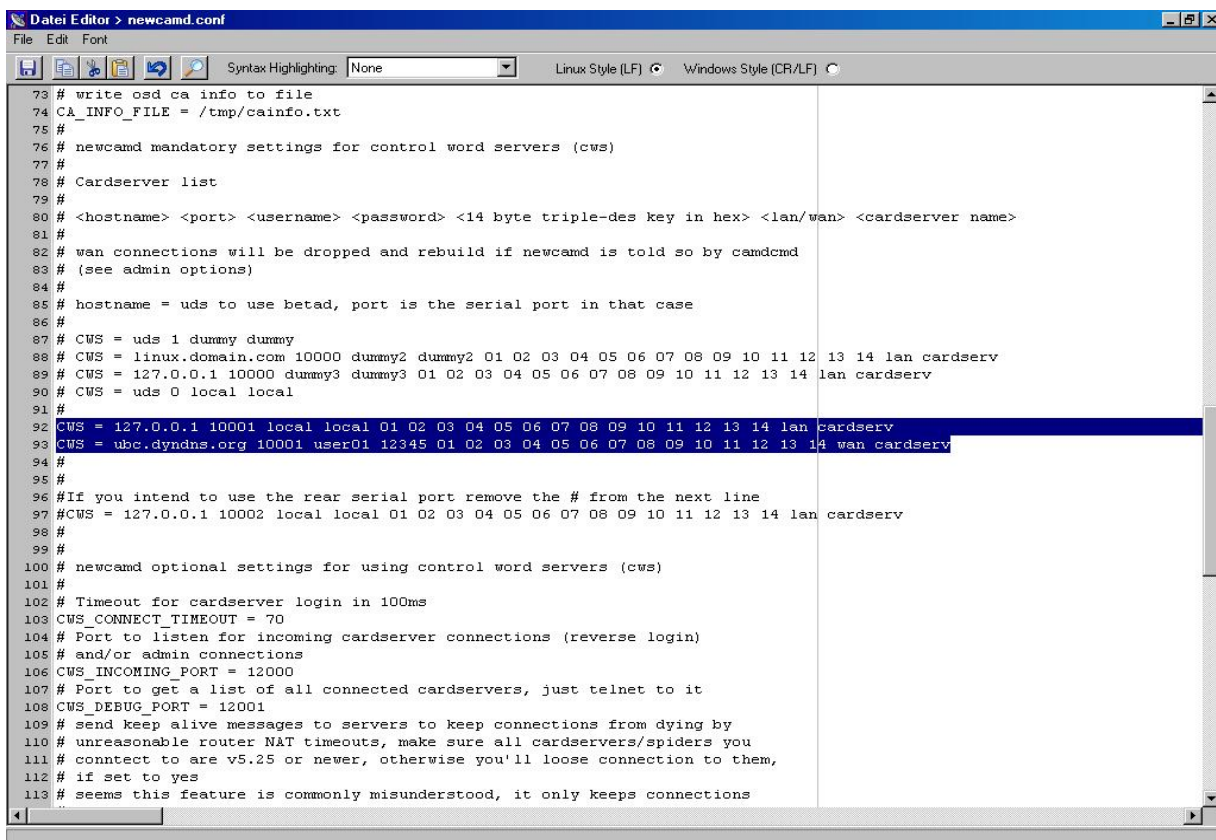 Datei Editor > newcamd.conf
File Edit Font
Syntax Highlighting: None Linux Style (LF) Windows Style (CR/LF)
73 # write osd ca info to file
74 CA_INFO_FILE = /tmp/cainfo.txt
75 #
76 # newcamd mandatory settings for control word servers (cws)
77 #
78 # Cardserver list
79 #
80 # <hostname> <port> <username> <password> <14 byte triple-des key in hex> <lan/wan> <cardserver name>
81 #
82 # wan connections will be dropped and rebuild if newcamd is told so by camdcmd
83 # (see admin options)
84 #
85 # hostname = uds to use betad, port is the serial port in that case
86 #
87 # CWS = uds 1 dummy dummy
88 # CWS = linux.domain.com 10000 dummy2 dummy2 01 02 03 04 05 06 07 08 09 10 11 12 13 14 lan cardserv
89 # CWS = 127.0.0.1 10000 dummy3 dummy3 01 02 03 04 05 06 07 08 09 10 11 12 13 14 lan cardserv
90 # CWS = uds 0 local local
91 #
92 CWS = 127.0.0.1 10001 local local 01 02 03 04 05 06 07 08 09 10 11 12 13 14 lan cardserv
93 CWS = ubc.dyndns.org 10001 user01 12345 01 02 03 04 05 06 07 08 09 10 11 12 13 14 wan cardserv
94 #
95 #
96 #If you intend to use the rear serial port remove the # from the next line
97 #CWS = 127.0.0.1 10002 local local 01 02 03 04 05 06 07 08 09 10 11 12 13 14 lan cardserv
98 #
99 #
100 # newcamd optional settings for using control word servers (cws)
101 #
102 # Timeout for cardserver login in 100ms
103 CWS_CONNECT_TIMEOUT = 70
104 # Port to listen for incoming cardserver connections (reverse login)
105 # and/or admin connections
106 CWS_INCOMING_PORT = 12000
107 # Port to get a list of all connected cardservers, just telnet to it
108 CWS_DEBUG_PORT = 12001
109 # send keep alive messages to servers to keep connections from dying by
110 # unreasonable router NAT timeouts, make sure all cardservers/spiders you
111 # conntect to are v5.25 or newer, otherwise you'll loose connection to them,
112 # if set to yes
113 # seems this feature is commonly misunderstood, it only keeps connections